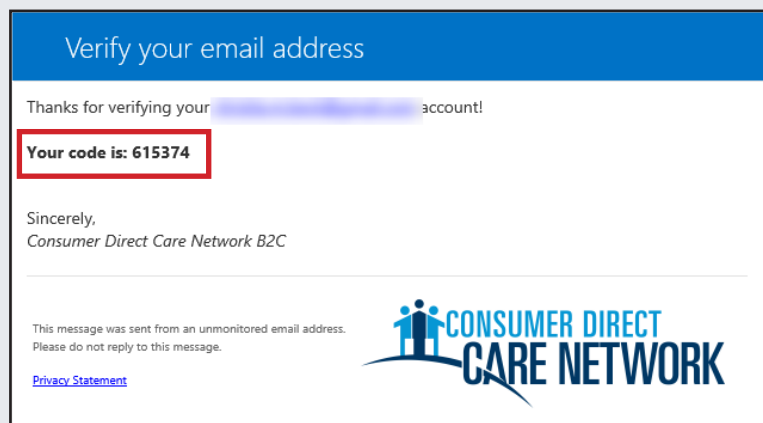 Verify your email address
Thanks for verifying your account!
Your code is: 615374
Sincerely,
Consumer Direct Care Network B2C
This message was sent from an unmonitored email address.
Please do not reply to this message.
Privacy Statement
CONSUMER DIRECT
CARE NETWORK